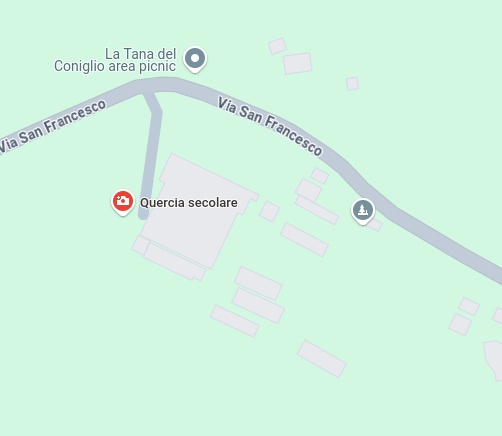 La Tana del
Coniglio area picnic
Via San Francesco
Via San Francesco
Quercia secolare